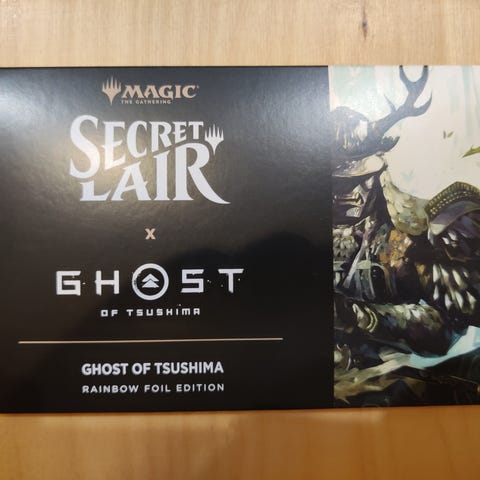 MAGIC
THE GATHERING
SECRET
LAIR
X
GHOST
OF TSUSHIMA
GHOST OF TSUSHIMA
RAINBOW FOIL EDITION